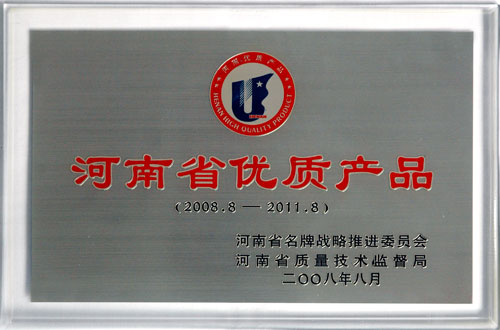 河南优质产品
HENAN HIGH QUALITY PRODUCT
河南省优质产品
(2008.8—2011.8)
河南省名牌战略推进委员会
河南省质量技术监督局
二〇〇八年八月